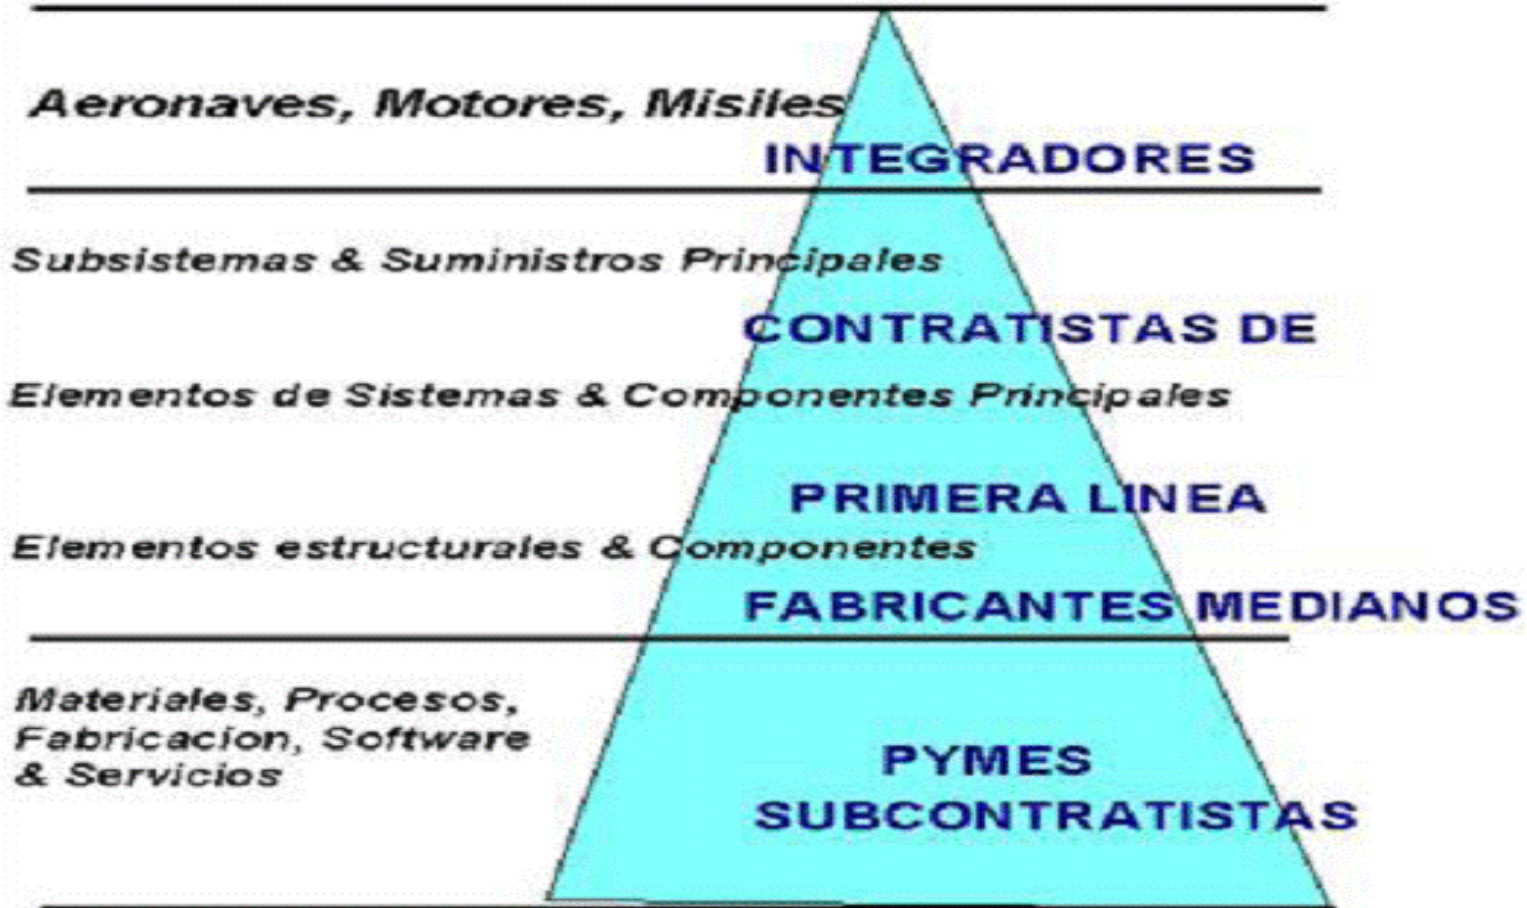 Aeronaves, Motores, Misiles
INTEGRADORES
Subsistemas & Suministros Principales
CONTRATISTAS DE
Elementos de Sistemas & Componentes Principales
PRIMERA LINEA
Elementos estructurales & Componentes
FABRICANTES MEDIANOS
Materiales, Procesos,
Fabricacion, Software
& Servicios
PYMES
SUBCONTRATISTAS